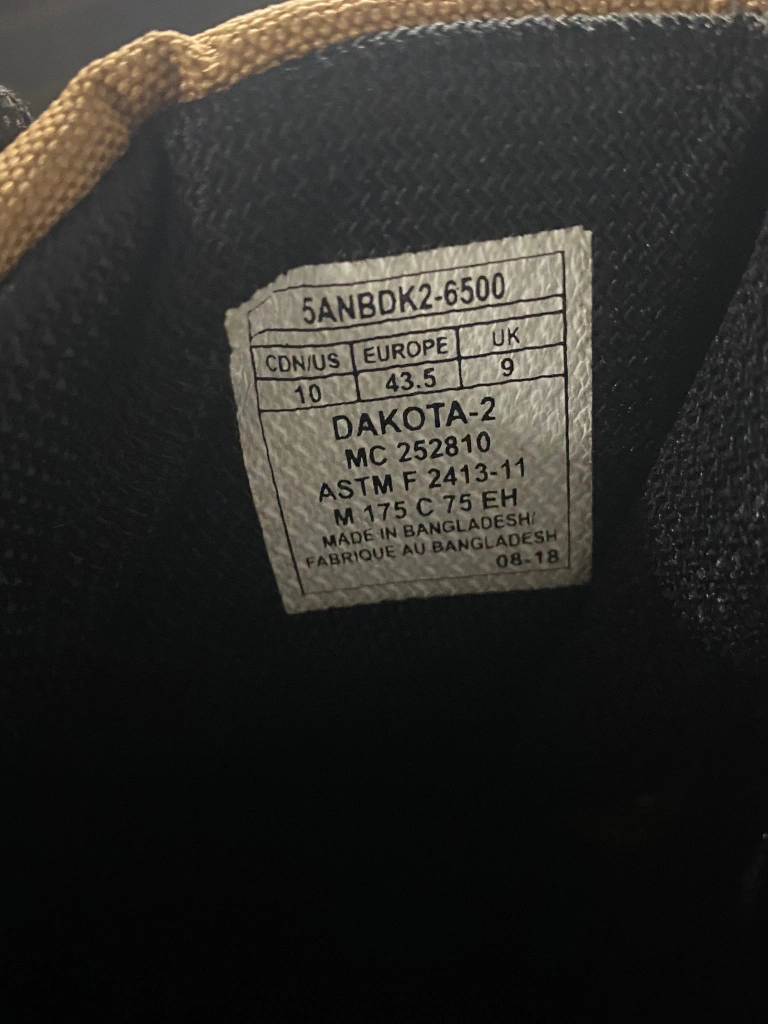 5ANBDK2-6500
CDN/US EUROPE UK
10 43.5 9
DAKOTA-2
MC 252810
ASTM F 2413-11
M 175 C 75 EH
MADE IN BANGLADESH/
FABRIQUE AU BANGLADESH
08-18